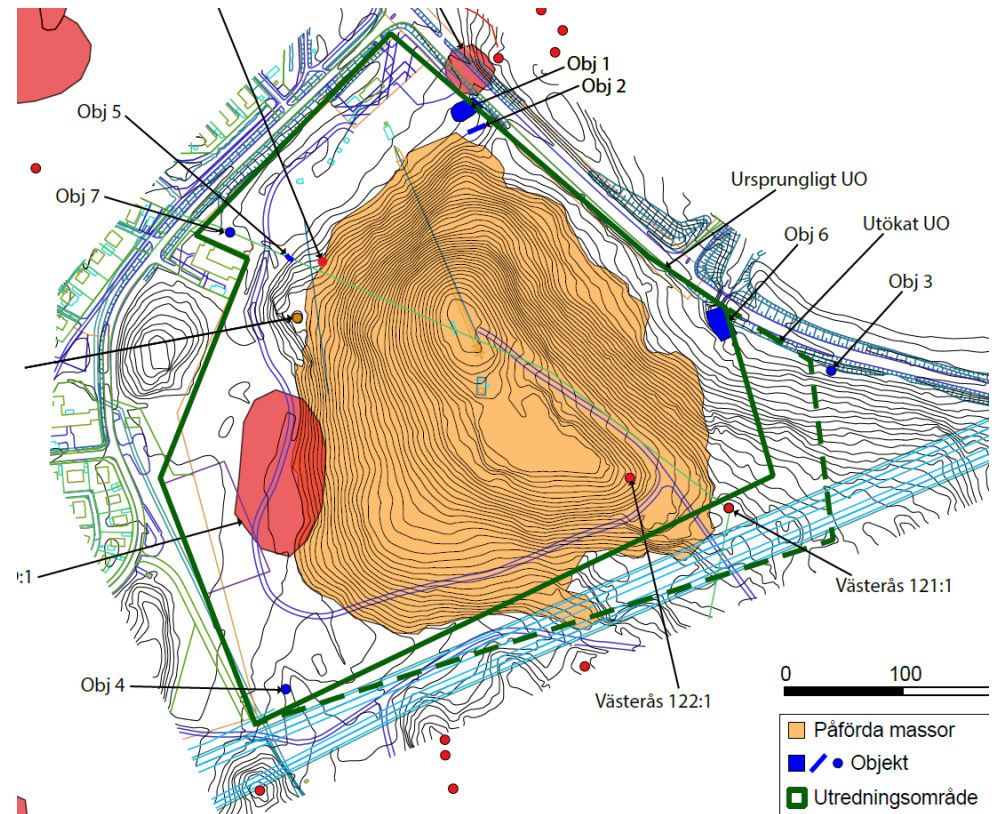 Obj 1
Obj 2
Obj 5
Obj 7
Ursprungligt UO
Utökat UO
Obj 6
Obj 3
:1
Västerås 121:1
Obj 4
Västerås 122:1
0 100
Påförda massor
Objekt
Utredningsområde